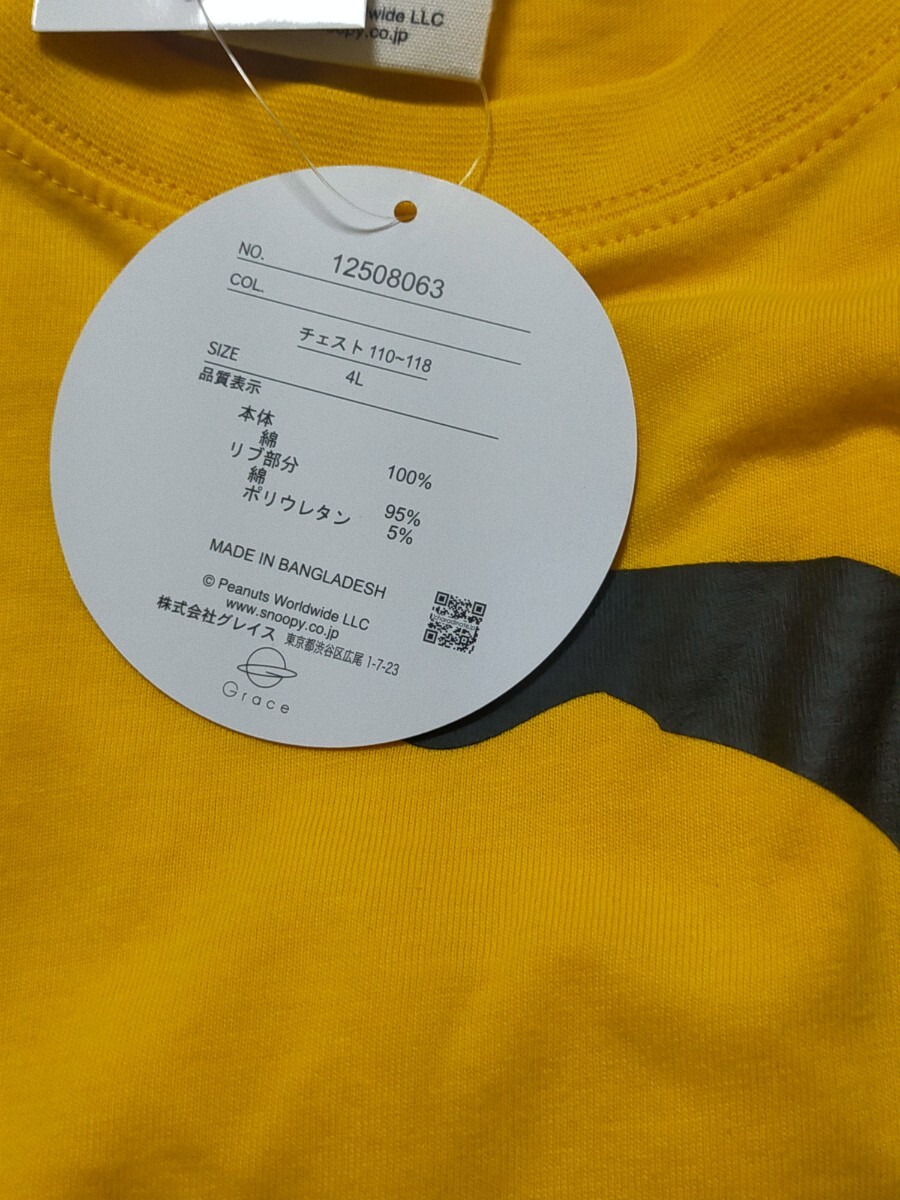 wide LLC
opy.co.jp
NO. 12508063
COL.
チェスト 110~118
SIZE 4L
品質表示
本体
綿 100%
リブ部分
綿 95%
ポリウレタン 5%
MADE IN BANGLADESH
© Peanuts Worldwide LLC
www.snoopy.co.jp
株式会社グレイス 東京都渋谷区広尾 1-7-23
Grace